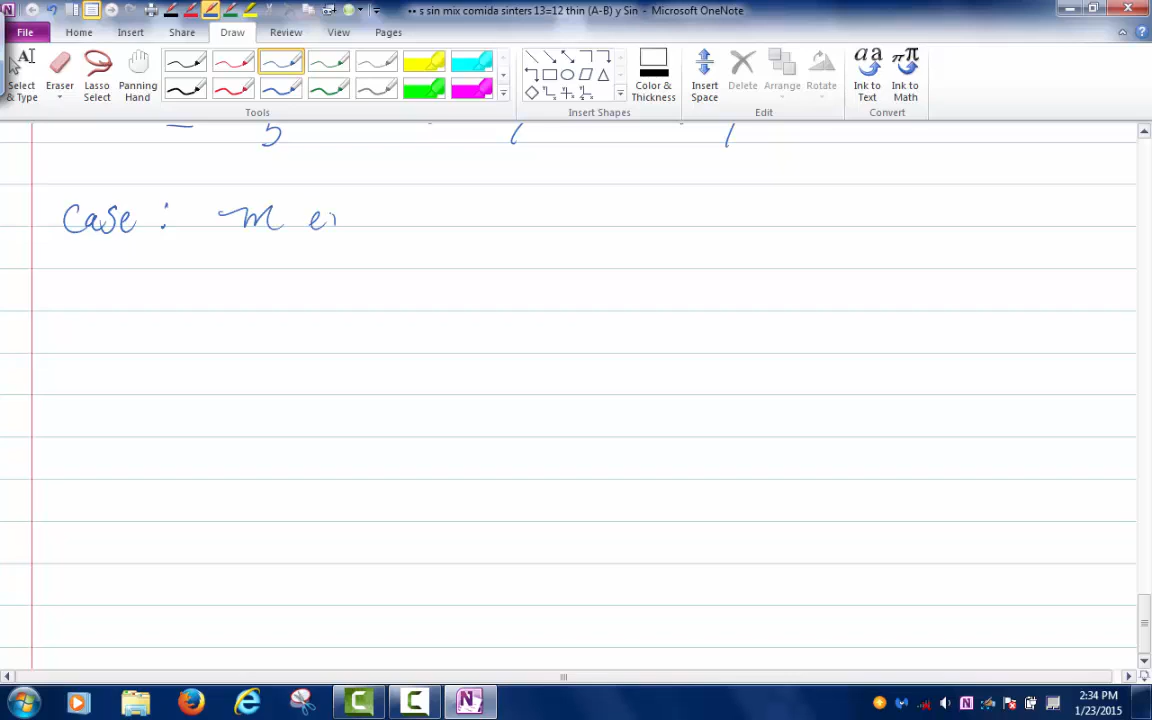 •• s sin mix comida sinters 13=12 thin (A-B) y Sin - Microsoft OneNote
File Home Insert Share Draw Review View Pages
Select & Type
Eraser
Lasso Select
Panning Hand
Color & Thickness
Insert Space
Delete
Arrange
Rotate
Ink to Text
Ink to Math
Tools
Insert Shapes
Edit
Convert
= 5
Case : m e
2:34 PM
1/23/2015